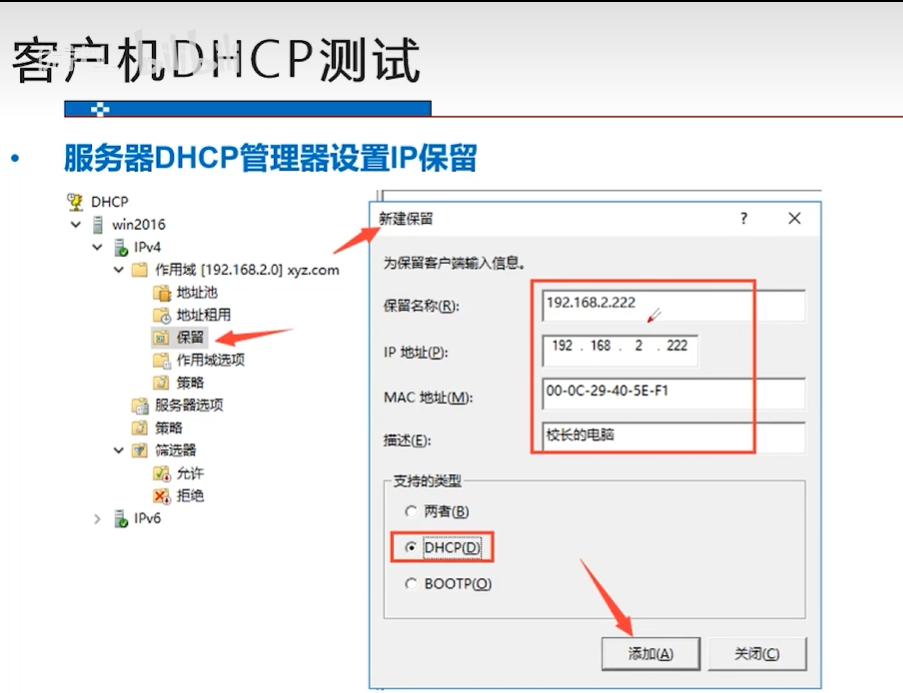 客户机DHCP测试
• 服务器DHCP管理器设置IP保留
DHCP
win2016
IPv4
作用域 [192.168.2.0] xyz.com
地址池
地址租用
保留
作用域选项
策略
服务器选项
策略
筛选器
允许
拒绝
IPv6
新建保留 ? ×
为保留客户端输入信息。
保留名称(R): 192.168.2.222
IP 地址(P): 192 . 168 . 2 . 222
MAC 地址(M): 00-0C-29-40-5E-F1
描述(E): 校长的电脑
支持的类型
两者(B)
DHCP(D)
BOOTP(O)
添加(A) 关闭(C)